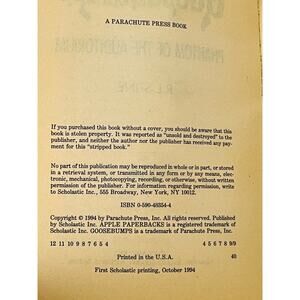 A PARACHUTE PRESS BOOK
PHANTOM OF THE AUDITORIUM
R.L. STINE
If you purchased this book without a cover, you should be aware that this
book is stolen property. It was reported as "unsold and destroyed" to the
publisher, and neither the author nor the publisher has received any pay-
ment for this "stripped book."
No part of this publication may be reproduced in whole or in part, or stored
in a retrieval system, or transmitted in any form or by any means, elec-
tronic, mechanical, photocopying, recording, or otherwise, without written
permission of the publisher. For information regarding permission, write
to Scholastic Inc., 555 Broadway, New York, NY 10012.
ISBN 0-590-48354-4
Copyright © 1994 by Parachute Press, Inc. All rights reserved. Published
by Scholastic Inc. APPLE PAPERBACKS is a registered trademark of
Scholastic Inc. GOOSEBUMPS is a trademark of Parachute Press, Inc.
12 11 10 9 8 7 6 5 4 4 5 6 7 8 9/9
Printed in the U.S.A. 40
First Scholastic printing, October 1994